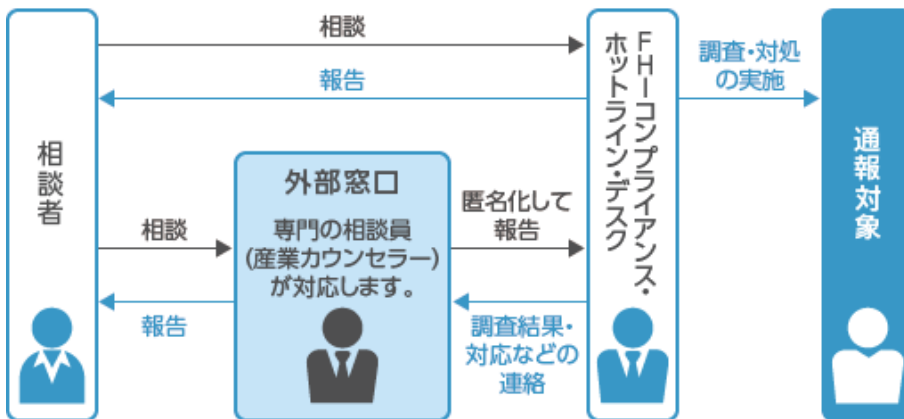 相談者
相談
報告
相談
報告
外部窓口
専門の相談員
(産業カウンセラー)
が対応します。
匿名化して
報告
調査結果・
対応などの
連絡
FHーコンプライアンス・
ホットライン・デスク
調査・対処
の実施
通報対象